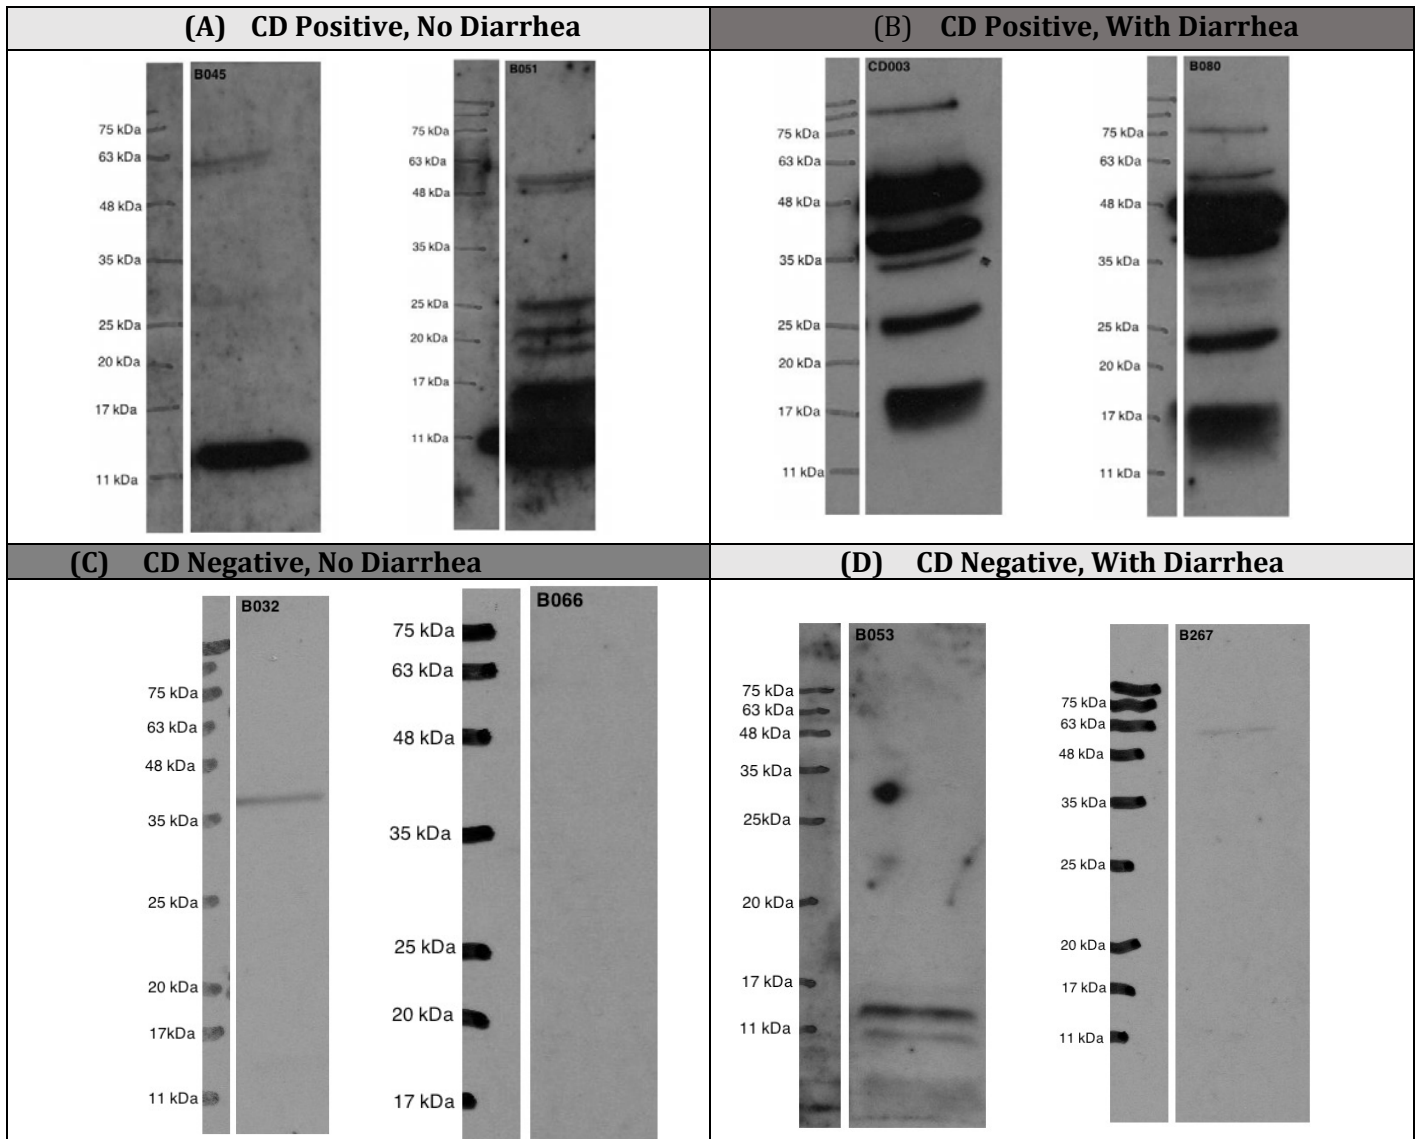 (A) CD Positive, No Diarrhea
(B) CD Positive, With Diarrhea
B045
75 kDa
63 kDa
48 kDa
35 kDa
25 kDa
20 kDa
17 kDa
11 kDa
B051
75 kDa
63 kDa
48 kDa
35 kDa
25 kDa
20 kDa
17 kDa
11 kDa
CD003
75 kDa
63 kDa
48 kDa
35 kDa
25 kDa
20 kDa
17 kDa
11 kDa
B080
75 kDa
63 kDa
48 kDa
35 kDa
25 kDa
20 kDa
17 kDa
11 kDa
(C) CD Negative, No Diarrhea
(D) CD Negative, With Diarrhea
B032
75 kDa
63 kDa
48 kDa
35 kDa
25 kDa
20 kDa
17kDa
11 kDa
B066
75 kDa
63 kDa
48 kDa
35 kDa
25 kDa
20 kDa
17 kDa
B053
75 kDa
63 kDa
48 kDa
35 kDa
25kDa
20 kDa
17 kDa
11 kDa
B267
75 kDa
63 kDa
48 kDa
35 kDa
25 kDa
20 kDa
17 kDa
11 kDa